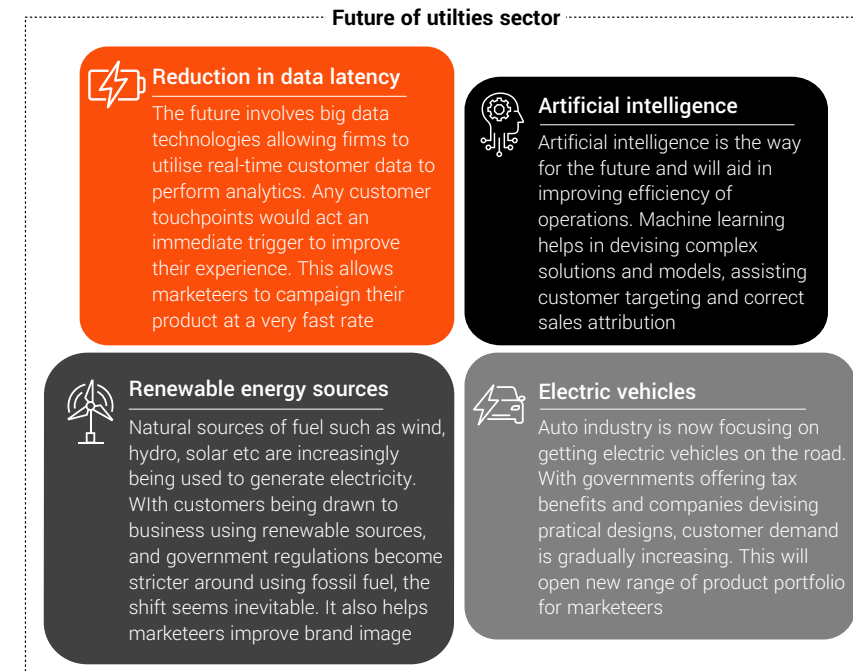 Future of utilties sector
Reduction in data latency
The future involves big data
technologies allowing firms to
utilise real-time customer data to
perform analytics. Any customer
touchpoints would act an
immediate trigger to improve
their experience. This allows
marketeers to campaign their
product at a very fast rate
Artificial intelligence
Artificial intelligence is the way
for the future and will aid in
improving efficiency of
operations. Machine learning
helps in devising complex
solutions and models, assisting
customer targeting and correct
sales attribution
Renewable energy sources
Natural sources of fuel such as wind,
hydro, solar etc are increasingly
being used to generate electricity.
WIth customers being drawn to
business using renewable sources,
and government regulations become
stricter around using fossil fuel, the
shift seems inevitable. It also helps
marketeers improve brand image
Electric vehicles
Auto industry is now focusing on
getting electric vehicles on the road.
With governments offering tax
benefits and companies devising
pratical designs, customer demand
is gradually increasing. This will
open new range of product portfolio
for marketeers